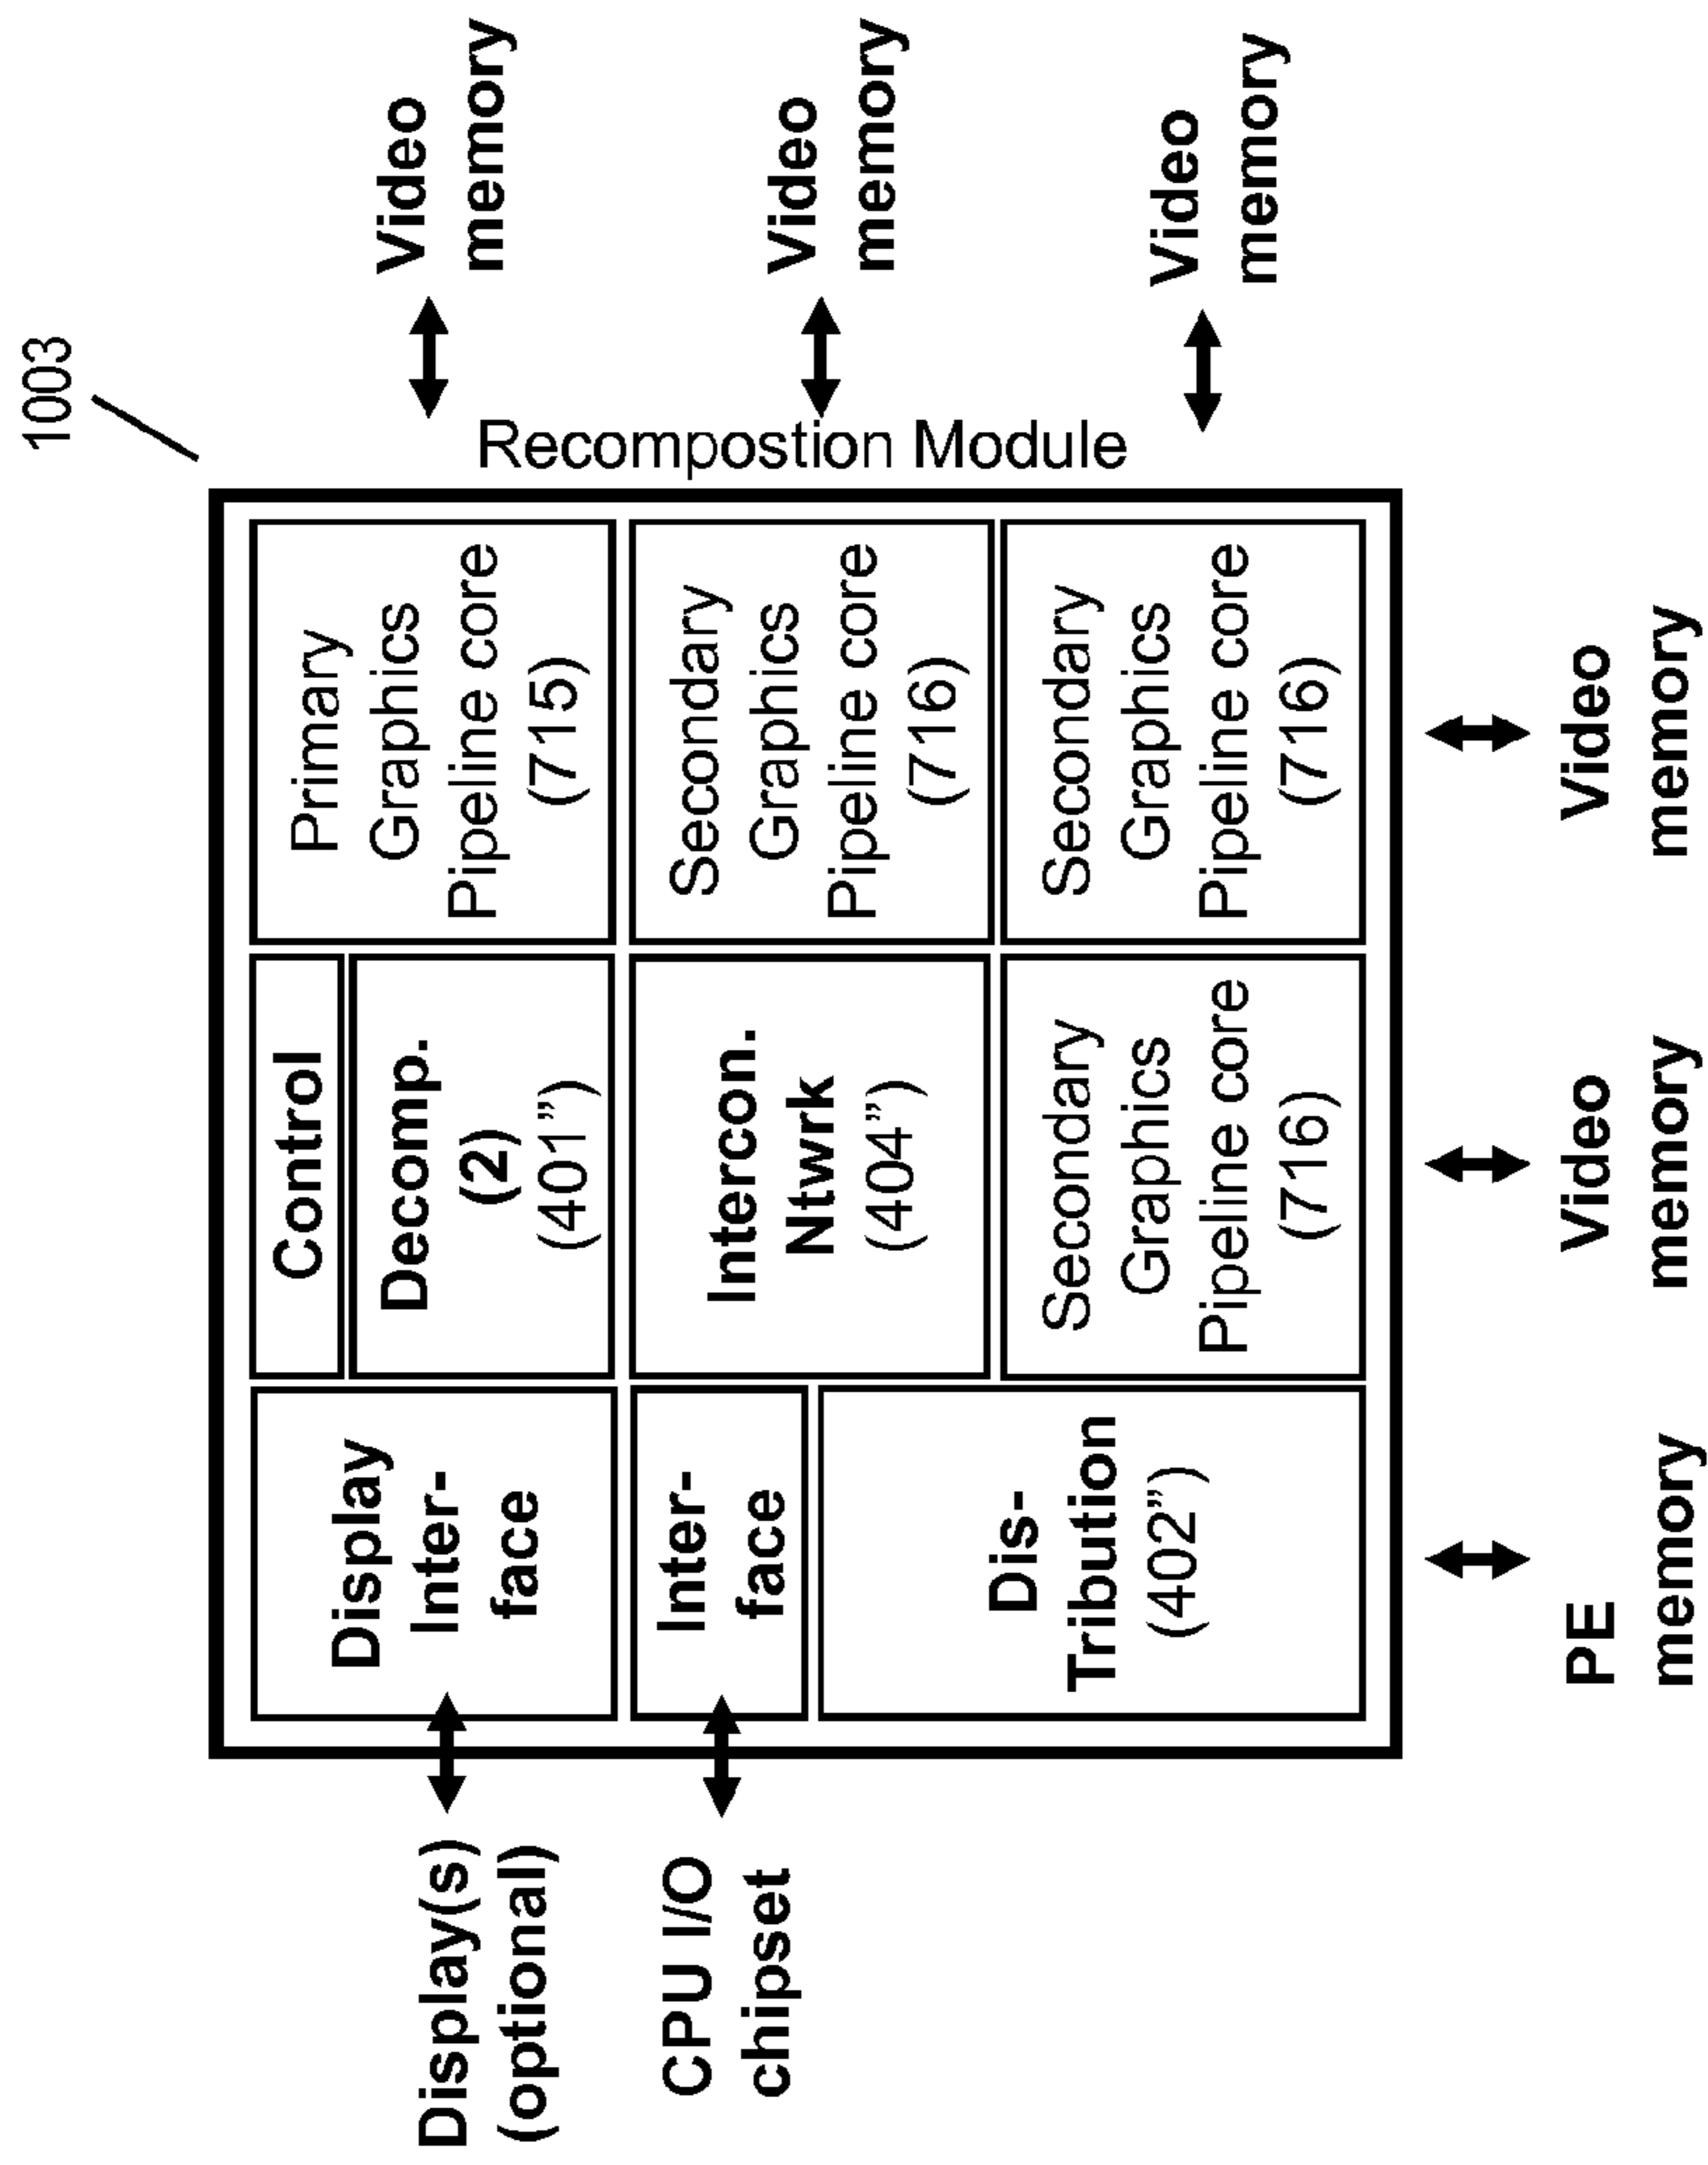 1003
Display(s)
(optional)
CPU I/O
chipset
Display
Inter-
face
Control
Decomp.
(2)
(401”)
Primary
Graphics
Pipeline core
(715)
Inter-
face
Intercon.
Ntwrk
(404”)
Secondary
Graphics
Pipeline core
(716)
Dis-
Tribution
(402”)
Secondary
Graphics
Pipeline core
(716)
Secondary
Graphics
Pipeline core
(716)
Recompostion Module
Video
memory
Video
memory
Video
memory
PE
memory
Video
memory
Video
memory